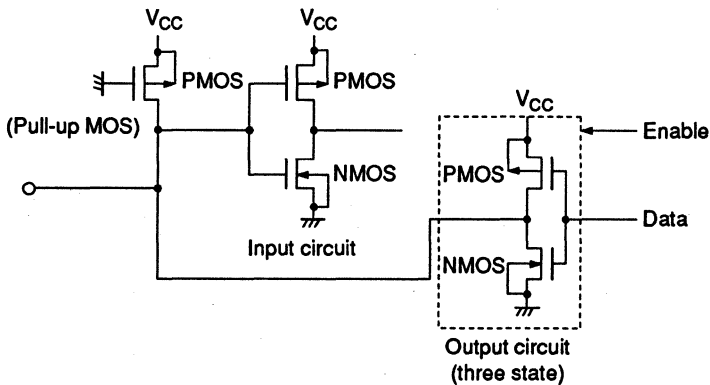 VCC
VCC
PMOS
PMOS
(Pull-up MOS)
VCC
Enable
NMOS
PMOS
Data
Input circuit
NMOS
Output circuit
(three state)